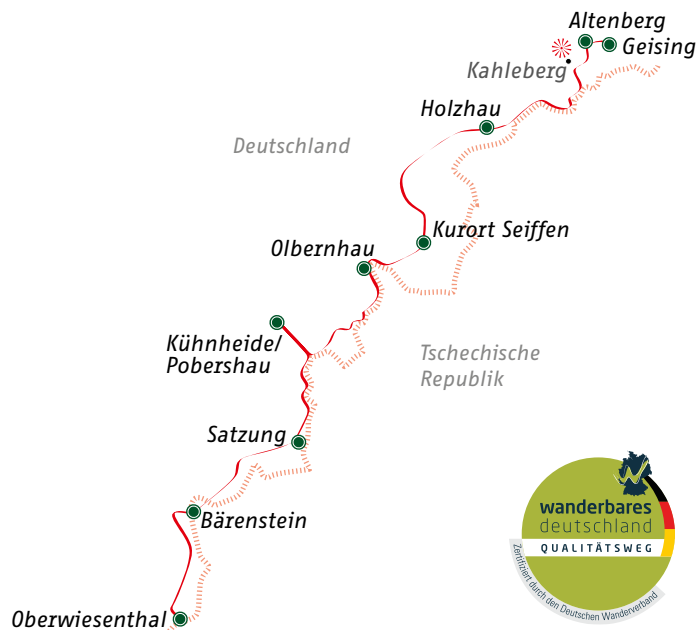 Altenberg
Geising
Kahleberg
Holzhau
Deutschland
Kurort Seiffen
Olbernhau
Kühnheide/
Pobershau
Tschechische
Republik
Satzung
Bärenstein
Oberwiesenthal
wanderbares
deutschland
QUALITÄTSWEG
Zertifiziert durch den Deutschen Wanderverband